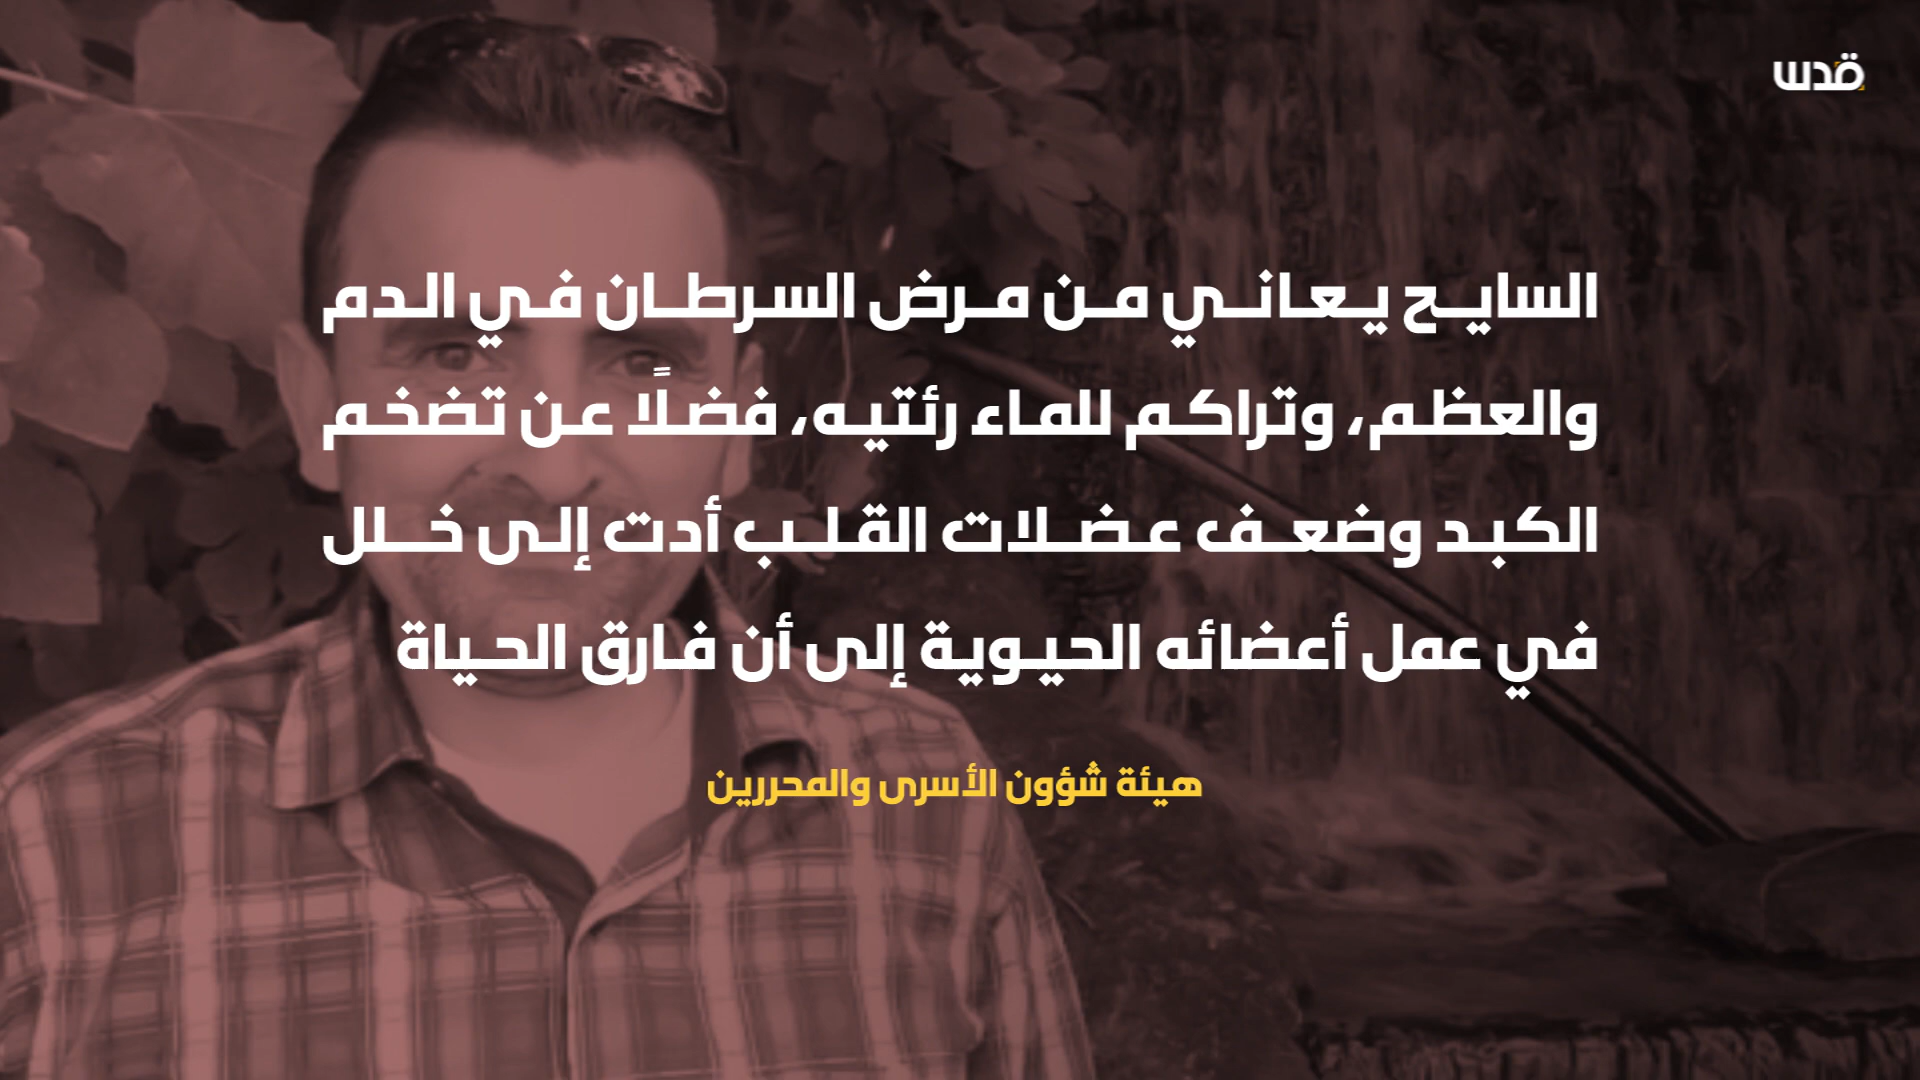 قدس
السايح يعاني من مرض السرطان في الدم
والعظم، وتراكم للماء رئتيه، فضلًا عن تضخم
الكبد وضعف عضلات القلب أدت إلى خلل
في عمل أعضائه الحيوية إلى أن فارق الحياة
هيئة شؤون الأسرى والمحررين